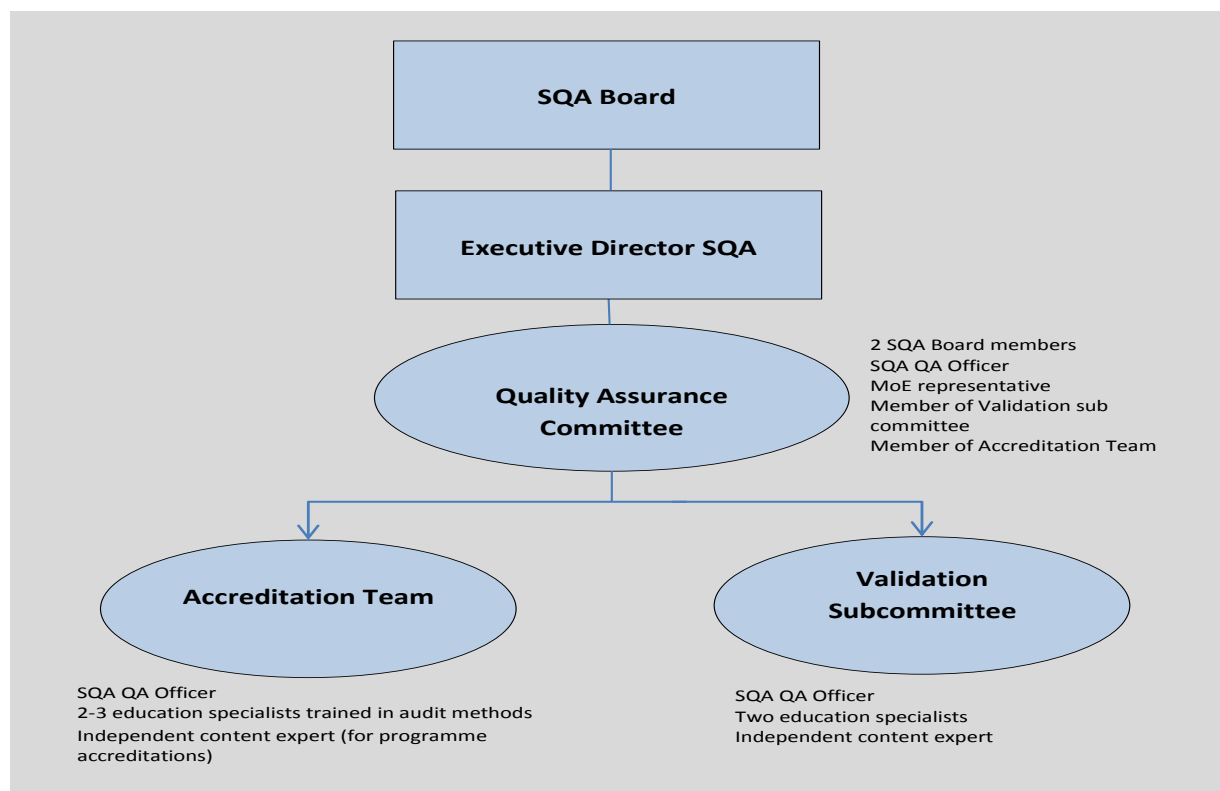 SQA Board
Executive Director SQA
Quality Assurance
Committee
2 SQA Board members
SQA QA Officer
MoE representative
Member of Validation sub
committee
Member of Accreditation Team
Accreditation Team
Validation
Subcommittee
SQA QA Officer
2-3 education specialists trained in audit methods
Independent content expert (for programme
accreditations)
SQA QA Officer
Two education specialists
Independent content expert